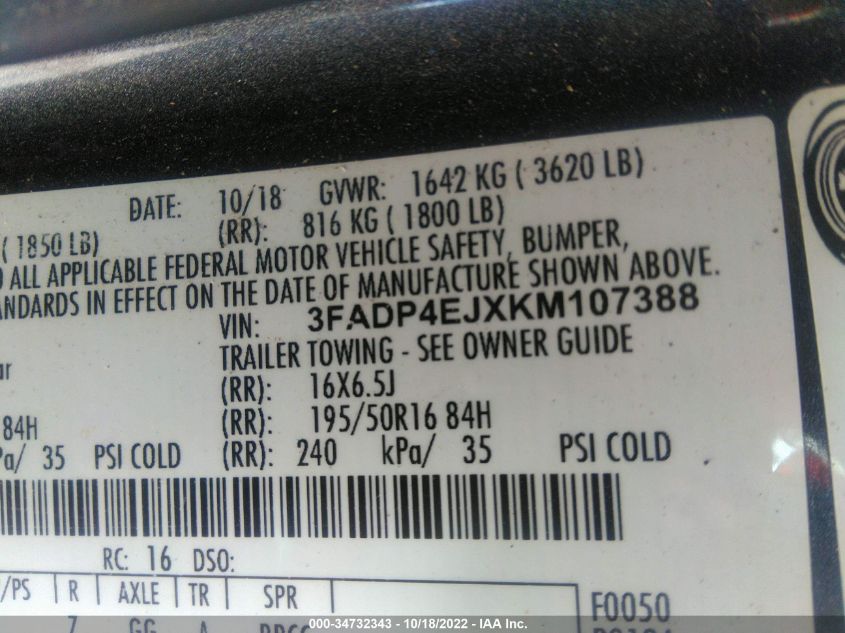 DATE: 10/18 GVWR: 1642 KG ( 3620 LB)
( 1850 LB) (RR): 816 KG ( 1800 LB)
ALL APPLICABLE FEDERAL MOTOR VEHICLE SAFETY, BUMPER,
IN EFFECT ON THE DATE OF MANUFACTURE SHOWN ABOVE.
VIN: 3FADP4EJXKM107388
TRAILER TOWING - SEE OWNER GUIDE
(RR): 16X6.5J
84H (RR): 195/50R16 84H
35 PSI COLD (RR): 240 kPa/ 35 PSI COLD
RC: 16 DSO:
/PS R AXLE TR SPR F0050
7 GG A
000-34732343 - 10/18/2022 - IAA Inc.